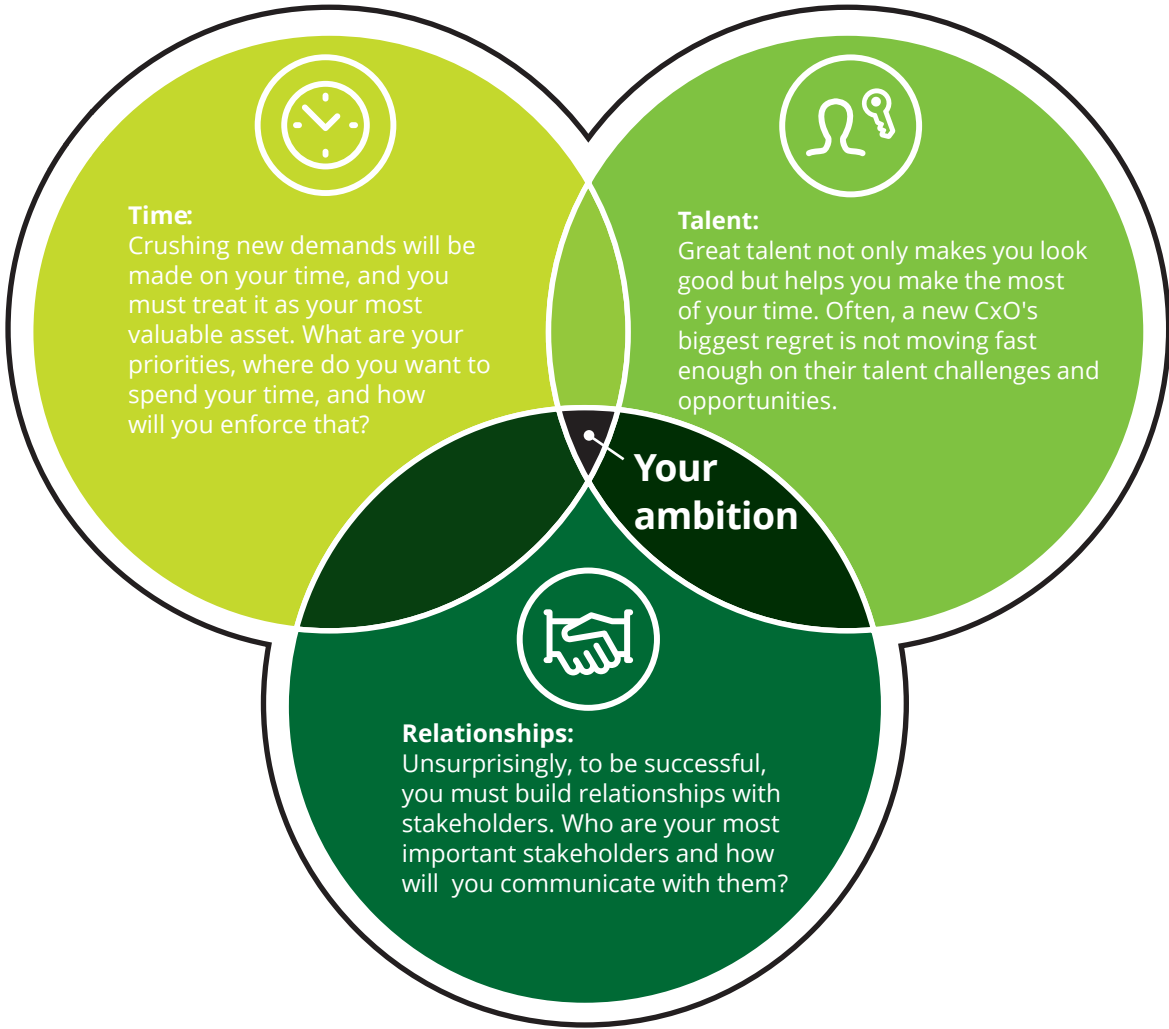 Time:
Crushing new demands will be
made on your time, and you
must treat it as your most
valuable asset. What are your
priorities, where do you want to
spend your time, and how
will you enforce that?
Talent:
Great talent not only makes you look
good but helps you make the most
of your time. Often, a new CxO's
biggest regret is not moving fast
enough on their talent challenges and
opportunities.
Your
ambition
Relationships:
Unsurprisingly, to be successful,
you must build relationships with
stakeholders. Who are your most
important stakeholders and how
will  you communicate with them?